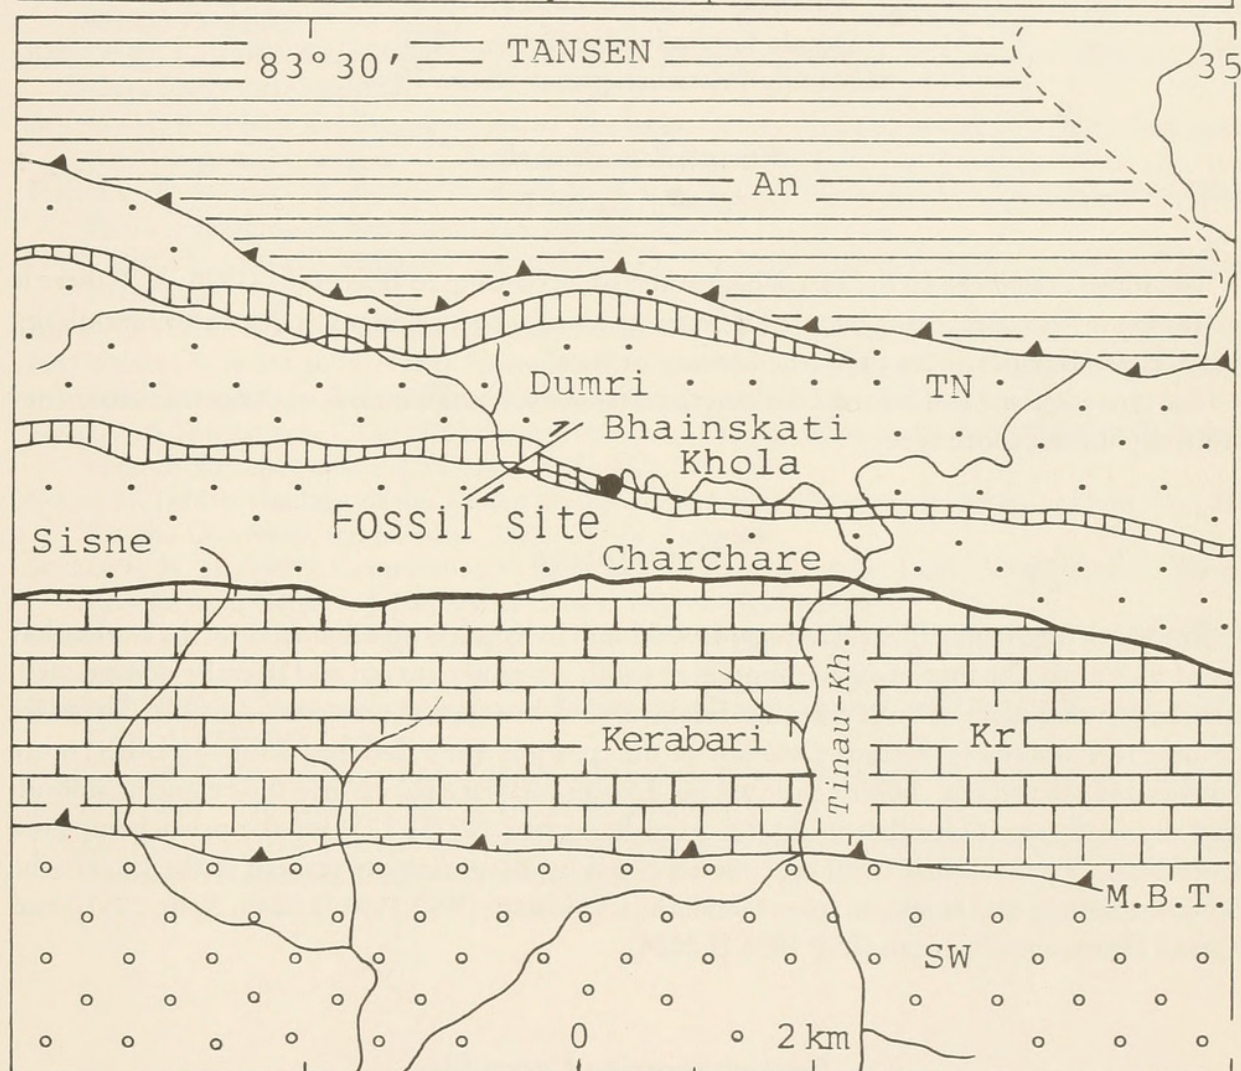 83°30' TANSEN 35
An
Dumri TN
Bhainskati
Khola
Fossil site
Sisne
Charchare
Tinau-Kh.
Kerabari Kr
M.B.T.
SW
0 2 km